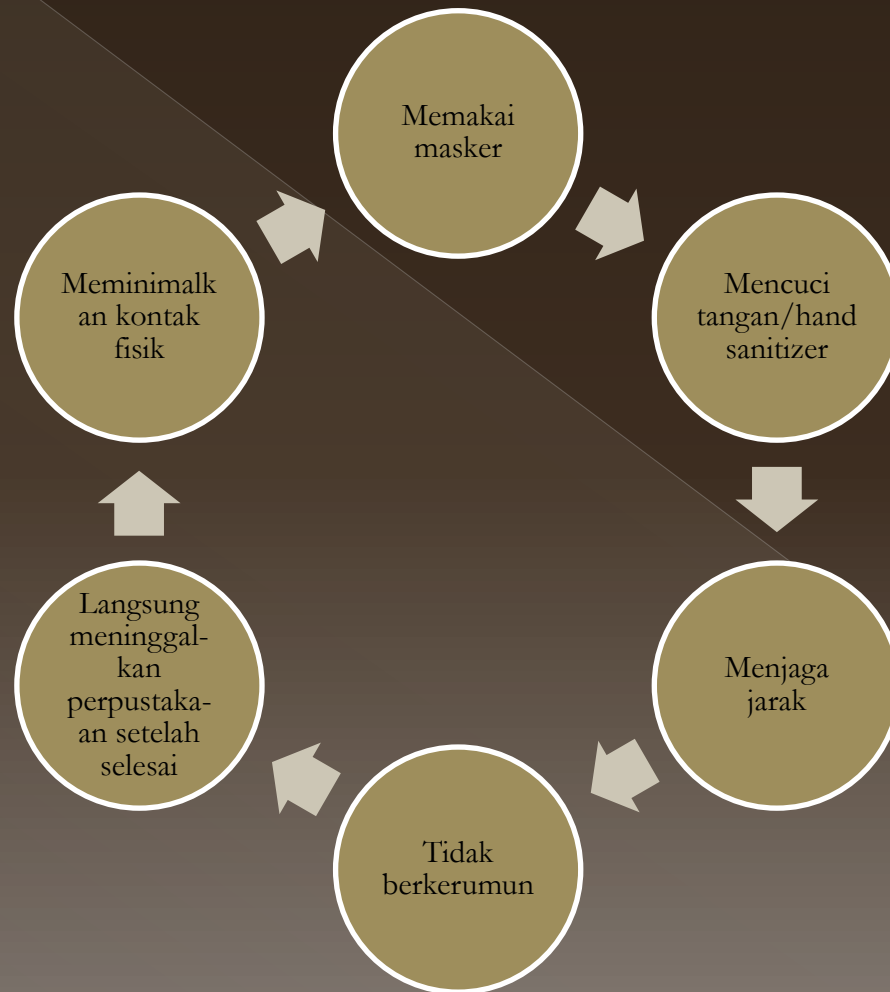 Memakai
masker
Mencuci
tangan/hand
sanitizer
Menjaga
jarak
Tidak
berkerumun
Langsung
meninggal-
kan
perpustaka-
an setelah
selesai
Meminimalk
an kontak
fisik